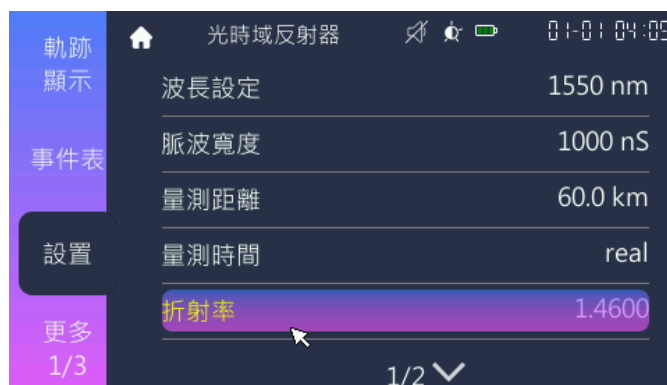 光時域反射器
01-01 04:05
軌跡
顯示
事件表
設置
更多
1/3
波長設定 1550 nm
脈波寬度 1000 nS
量測距離 60.0 km
量測時間 real
折射率 1.4600
1/2